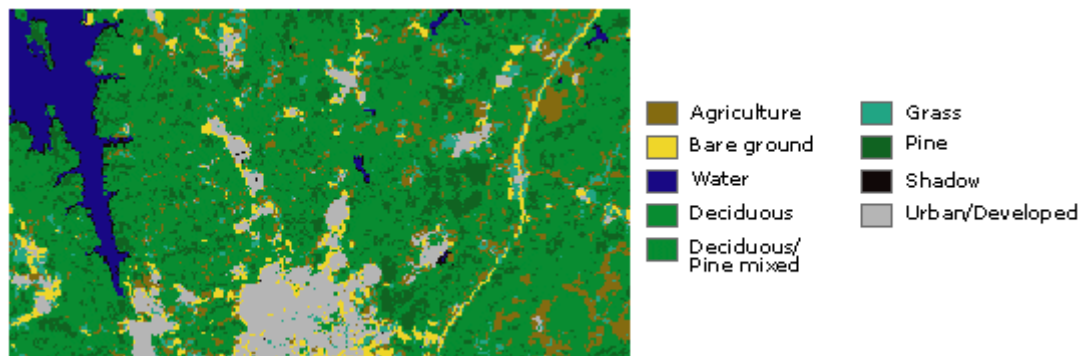 Agriculture
Bare ground
Water
Deciduous
Deciduous/
Pine mixed
Grass
Pine
Shadow
Urban/Developed